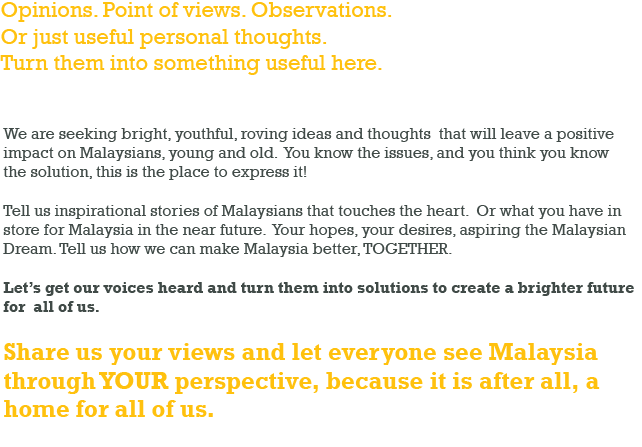 Opinions. Point of views. Observations.
Or just useful personal thoughts.
Turn them into something useful here.
We are seeking bright, youthful, roving ideas and thoughts  that will leave a positive
impact on Malaysians, young and old.  You know the issues, and you think you know
the solution, this is the place to express it!
Tell us inspirational stories of Malaysians that touches the heart.  Or what you have in
store for Malaysia in the near future.  Your hopes, your desires, aspiring the Malaysian
Dream. Tell us how we can make Malaysia better, TOGETHER.
Let’s get our voices heard and turn them into solutions to create a brighter future
for  all of us.
Share us your views and let everyone see Malaysia
through YOUR perspective, because it is after all, a
home for all of us.